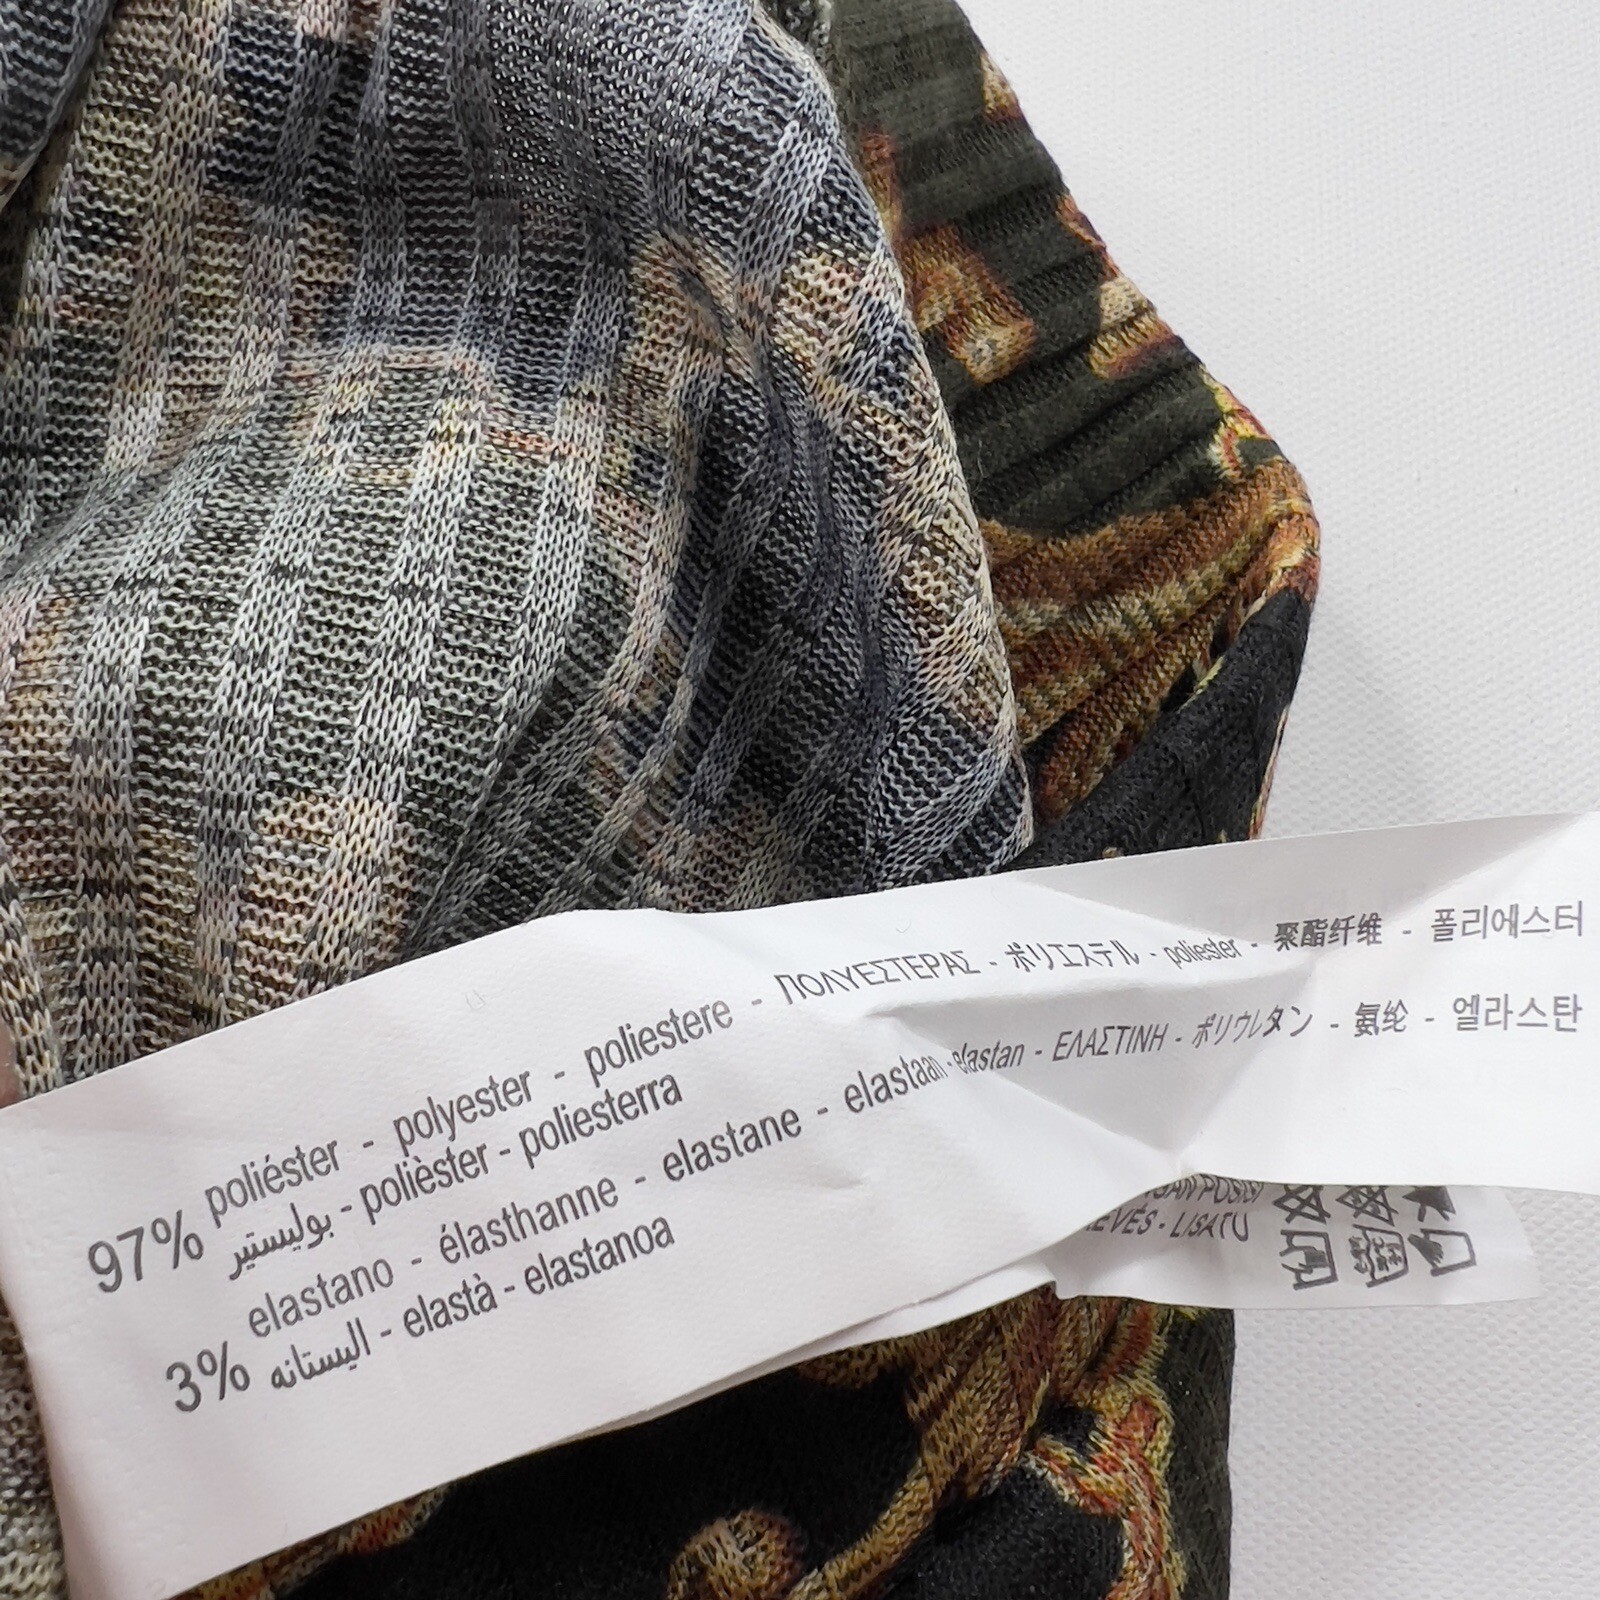 97% poliéster - polyester - poliestere - ΠΟΛΥΕΣΤΕΡΑΣ - ポリエステル - poliester - 聚酯纤维 - 폴리에스터
بوليستير - polièster - poliesterra
3% elastano - élasthanne - elastane - elastaan - elastan - ΕΛΑΣΤΙΝΗ - ポリウレタン - 氨纶 - 엘라스탄
اليستانه - elastà - elastanoa
LISATU